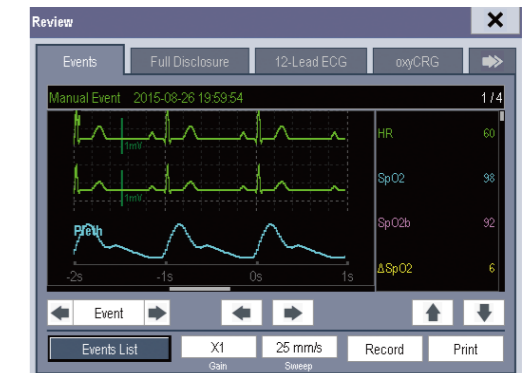 Review
Events Full Disclosure 12-Lead ECG oxyCRG
Manual Event 2015-08-26 19:59:54 1/4
1mV
HR 60
SpO2 98
1mV
SpO2b 92
Pleth
ΔSpO2 6
-2s -1s 0s 1s
Event
Events List X1 25 mm/s Record Print
Gain Sweep